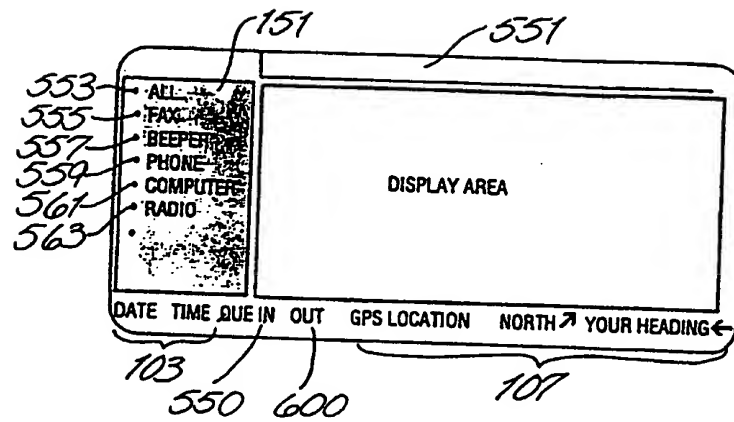 151
551
553 ALL
555 FAX
557 BEEPER
559 PHONE
561 COMPUTER
563 RADIO
DISPLAY AREA
DATE TIME QUE IN OUT GPS LOCATION NORTH ↗ YOUR HEADING ←
103
550
600
107